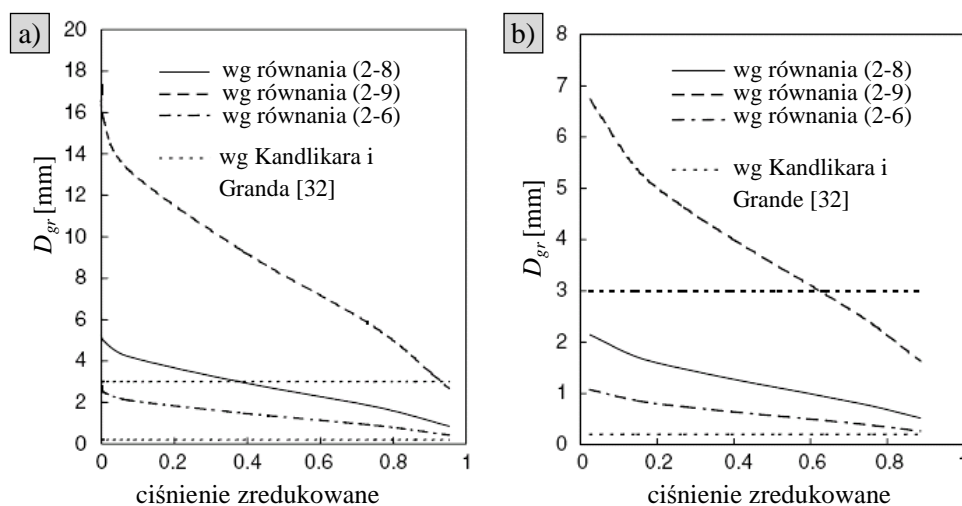 a)
20
18
16
14
12
10
8
6
4
2
0
D_gr [mm]
wg równania (2-8)
wg równania (2-9)
wg równania (2-6)
wg Kandlikara i
Granda [32]
0 0.2 0.4 0.6 0.8 1
ciśnienie zredukowane
b)
8
7
6
5
4
3
2
1
0
D_gr [mm]
wg równania (2-8)
wg równania (2-9)
wg równania (2-6)
wg Kandlikara i
Grande [32]
0 0.2 0.4 0.6 0.8 1
ciśnienie zredukowane